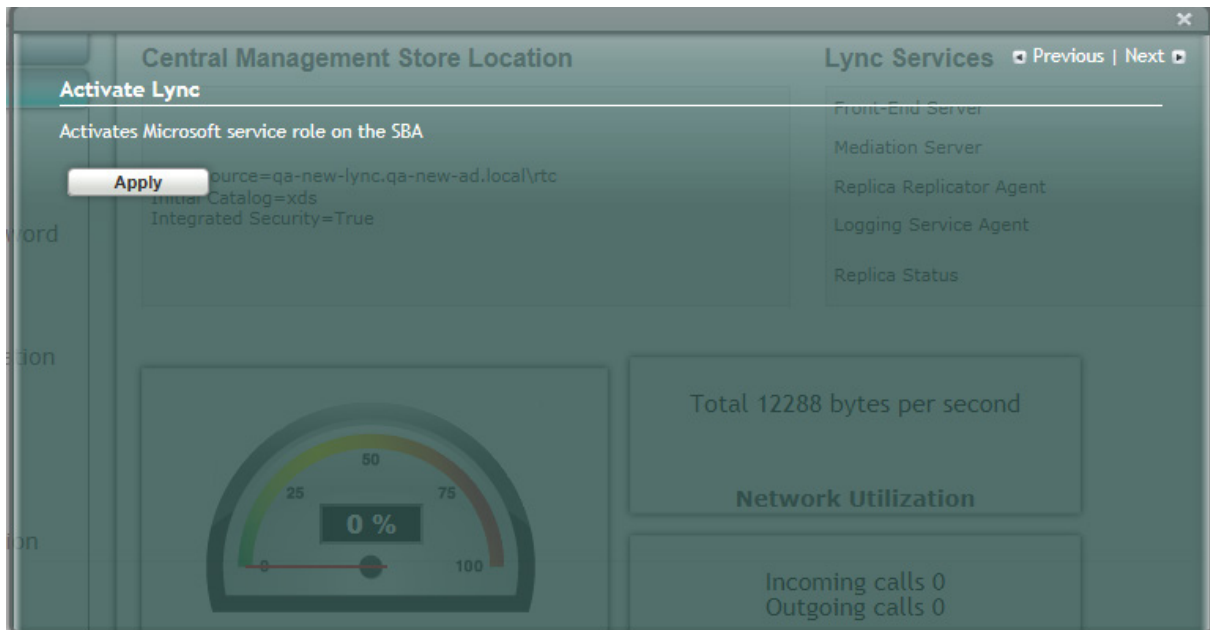 Central Management Store Location
Lync Services
Previous | Next
Activate Lync
Activates Microsoft service role on the SBA
Apply
ource=qa-new-lync.qa-new-ad.local\rtc
Initial Catalog=xds
Integrated Security=True
Front-End Server
Mediation Server
Replica Replicator Agent
Logging Service Agent
Replica Status
word
ation
ion
0
25
50
75
100
0 %
Total 12288 bytes per second
Network Utilization
Incoming calls 0
Outgoing calls 0